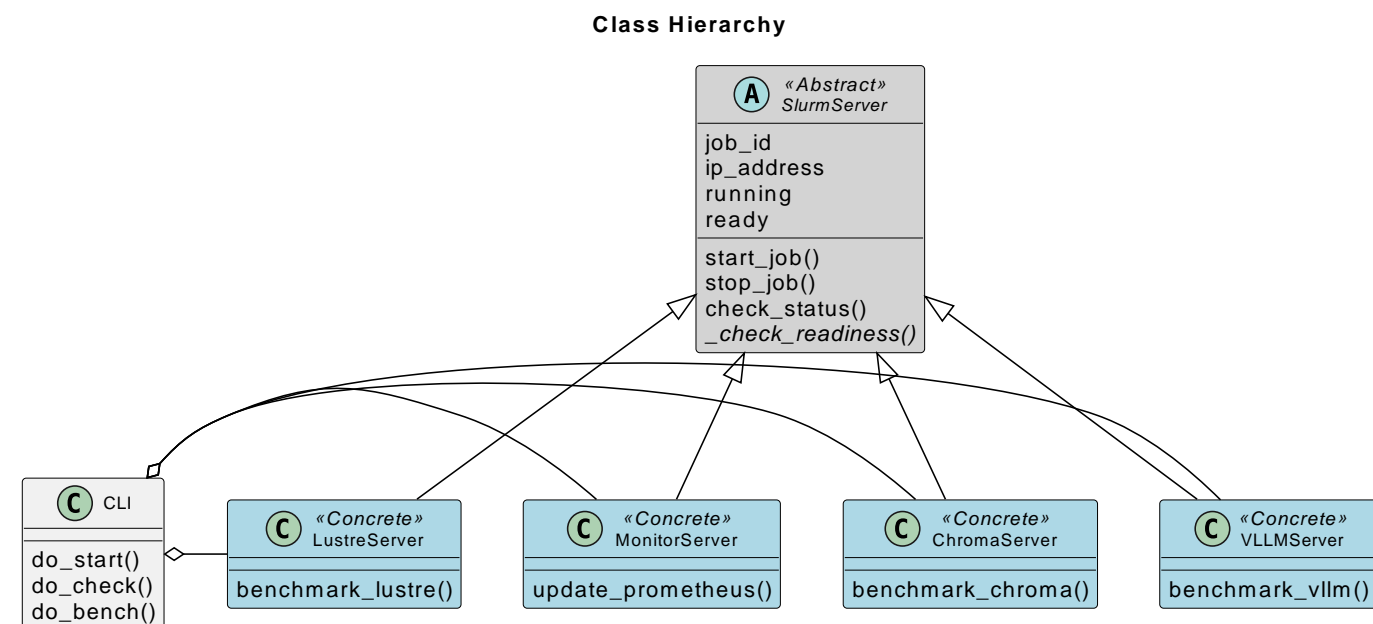 Class Hierarchy
A
«Abstract»
SlurmServer
job_id
ip_address
running
ready
start_job()
stop_job()
check_status()
_check_readiness()
C
CLI
do_start()
do_check()
do_bench()
C
«Concrete»
LustreServer
benchmark_lustre()
C
«Concrete»
MonitorServer
update_prometheus()
C
«Concrete»
ChromaServer
benchmark_chroma()
C
«Concrete»
VLLMServer
benchmark_vllm()